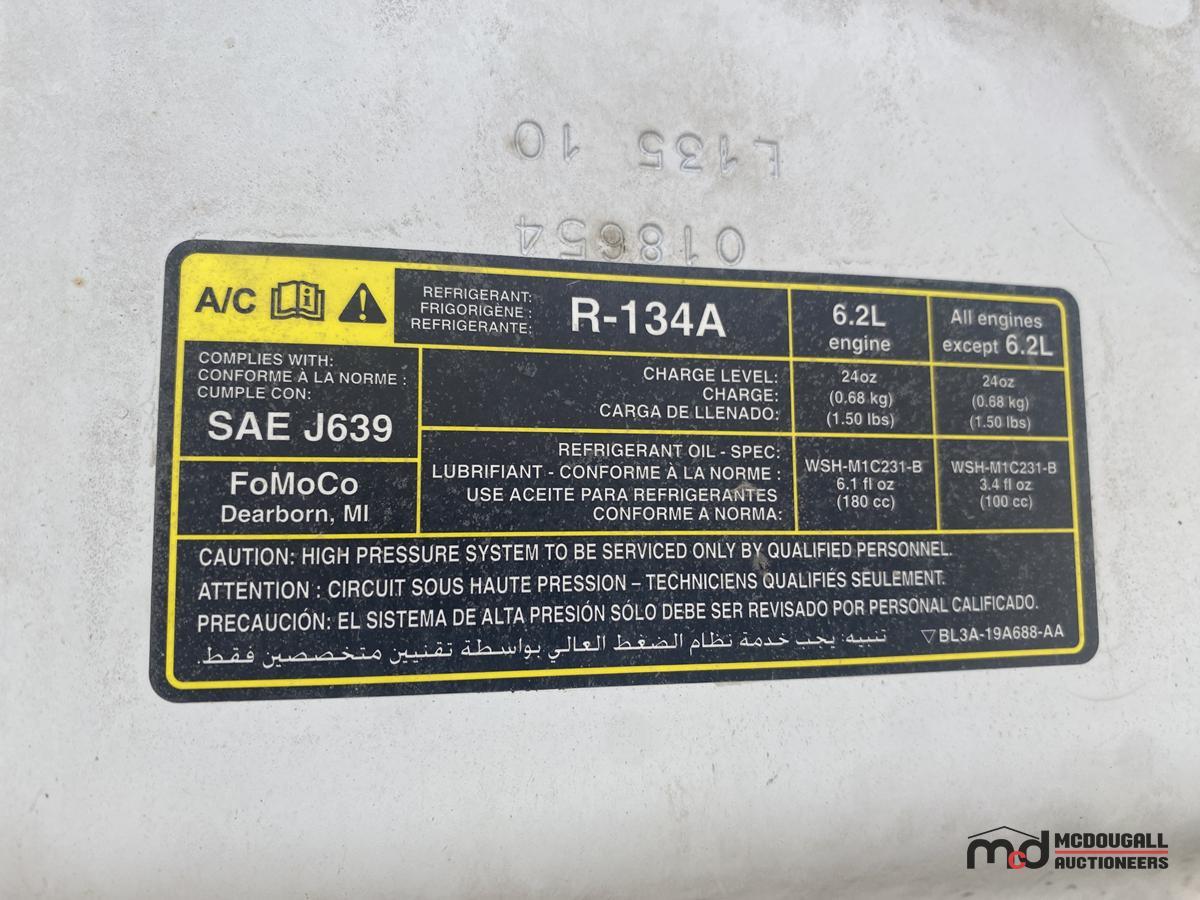 L135 10
018654
A/C
REFRIGERANT:
FRIGORIGÈNE :
REFRIGERANTE:
R-134A
6.2L
engine
All engines
except 6.2L
COMPLIES WITH:
CONFORME À LA NORME :
CUMPLE CON:
SAE J639
CHARGE LEVEL:
CHARGE:
CARGA DE LLENADO:
24oz
(0.68 kg)
(1.50 lbs)
24oz
(0.68 kg)
(1.50 lbs)
FoMoCo
Dearborn, MI
REFRIGERANT OIL - SPEC:
LUBRIFIANT - CONFORME À LA NORME :
USE ACEITE PARA REFRIGERANTES
CONFORME A NORMA:
WSH-M1C231-B
6.1 fl oz
(180 cc)
WSH-M1C231-B
3.4 fl oz
(100 cc)
CAUTION: HIGH PRESSURE SYSTEM TO BE SERVICED ONLY BY QUALIFIED PERSONNEL.
ATTENTION : CIRCUIT SOUS HAUTE PRESSION – TECHNICIENS QUALIFIÉS SEULEMENT.
PRECAUCIÓN: EL SISTEMA DE ALTA PRESIÓN SÓLO DEBE SER REVISADO POR PERSONAL CALIFICADO.
تنبيه: يجب خدمة نظام الضغط العالي بواسطة تقنيين متخصصين فقط.
BL3A-19A688-AA
mcd MCDOUGALL
AUCTIONEERS